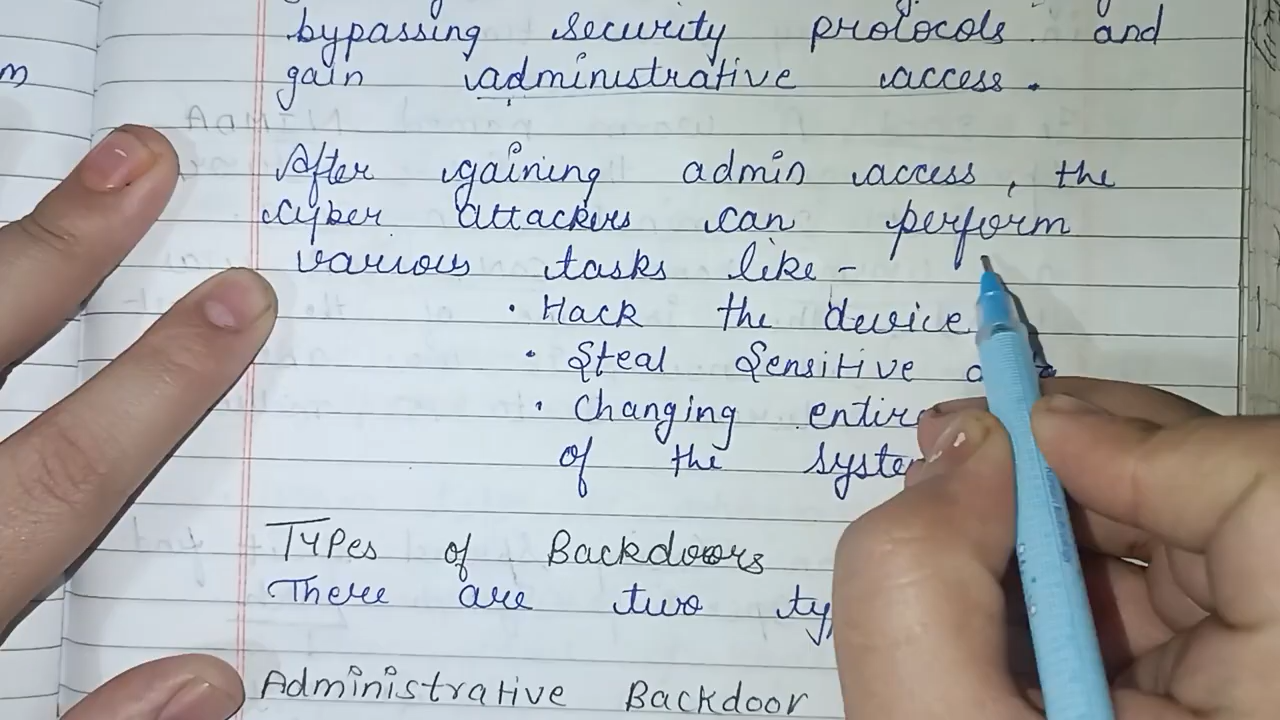 bypassing security protocols and
gain administrative access.
After gaining admin access, the
Cyber attackers can perform
various tasks like -
• Hack the device
• Steal Sensitive
• Changing
of the
Types of Backdoors
There are two
Administrative Backdoor